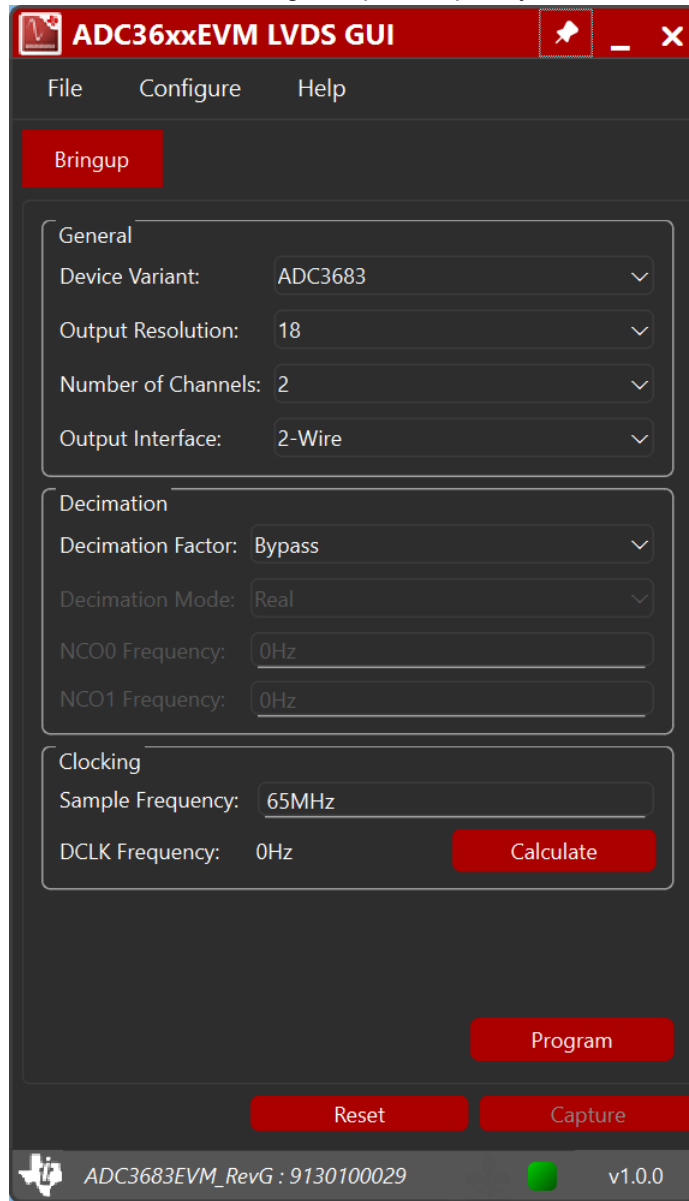 ADC36xxEVM LVDS GUI
File Configure Help
Bringup
General
Device Variant: ADC3683
Output Resolution: 18
Number of Channels: 2
Output Interface: 2-Wire
Decimation
Decimation Factor: Bypass
Decimation Mode: Real
NCO0 Frequency: 0Hz
NCO1 Frequency: 0Hz
Clocking
Sample Frequency: 65MHz
DCLK Frequency: 0Hz Calculate
Program
Reset Capture
ADC3683EVM_RevG : 9130100029 v1.0.0